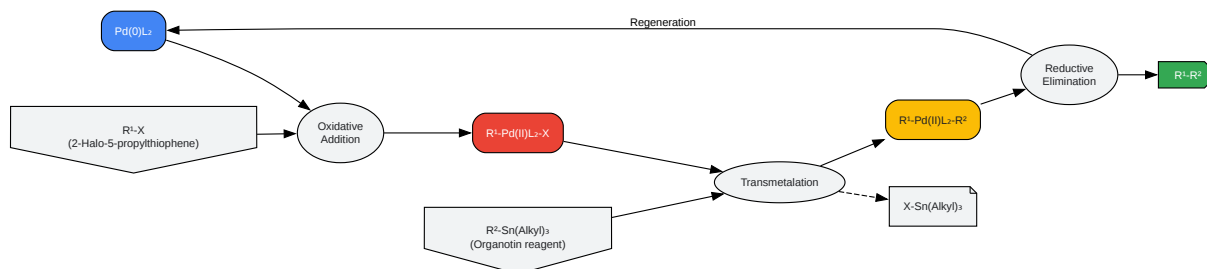 Regeneration
Pd(0)L₂
Reductive
Elimination
R¹-R²
R¹-X
(2-Halo-5-propylthiophene)
Oxidative
Addition
R¹-Pd(II)L₂-X
R¹-Pd(II)L₂-R²
Transmetalation
X-Sn(Alkyl)₃
R²-Sn(Alkyl)₃
(Organotin reagent)